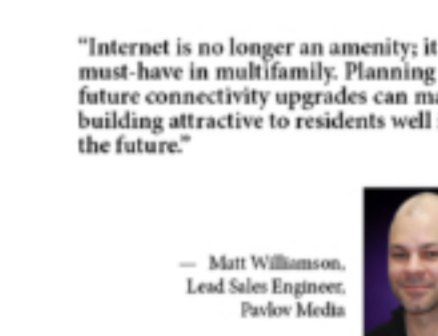 “Internet is no longer an amenity; it
must-have in multifamily. Planning
future connectivity upgrades can ma
building attractive to residents well i
the future.”
— Matt Williamson,
Lead Sales Engineer,
Pavlov Media